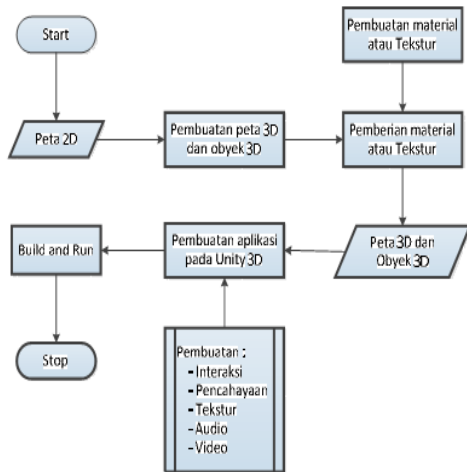 Start
Pembuatan material
atau Tekstur
Peta 2D
Pembuatan peta 3D
dan obyek 3D
Pemberian material
atau Tekstur
Build and Run
Pembuatan aplikasi
pada Unity 3D
Peta 3D dan
Obyek 3D
Stop
Pembuatan :
-Interaksi
-Pencahayaan
-Tekstur
-Audio
-Video